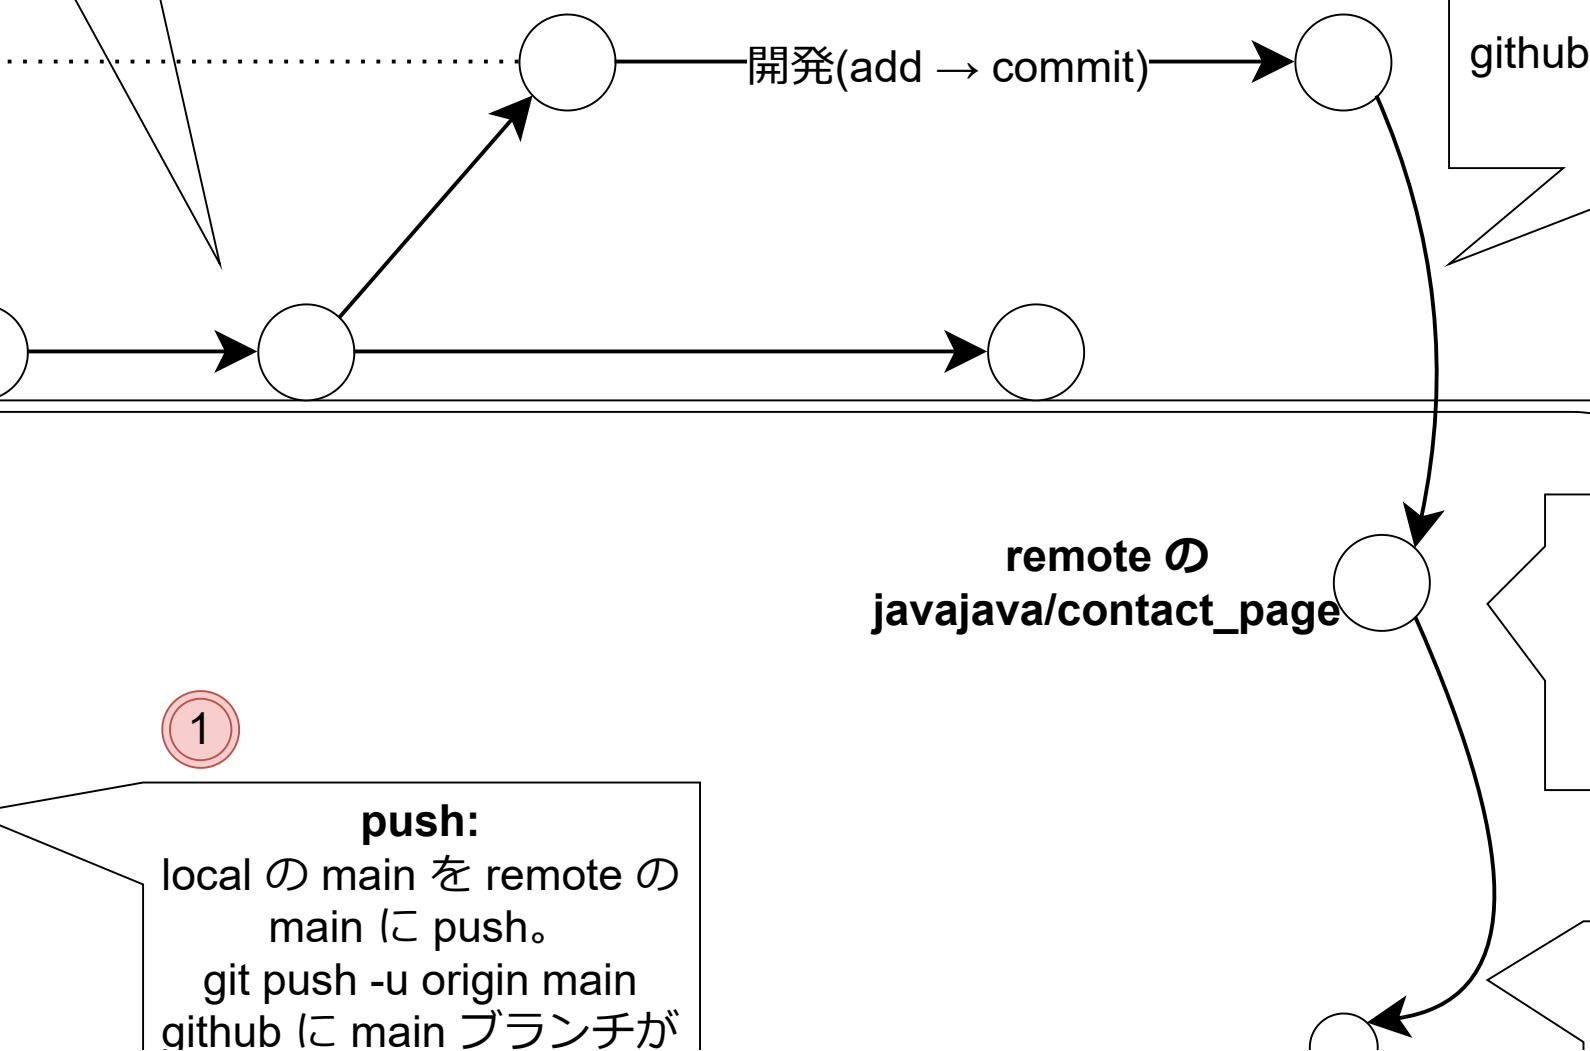 開発(add → commit)
github
remote の
javajava/contact_page
1
push:
local の main を remote の
main に push。
git push -u origin main
github に main ブランチが